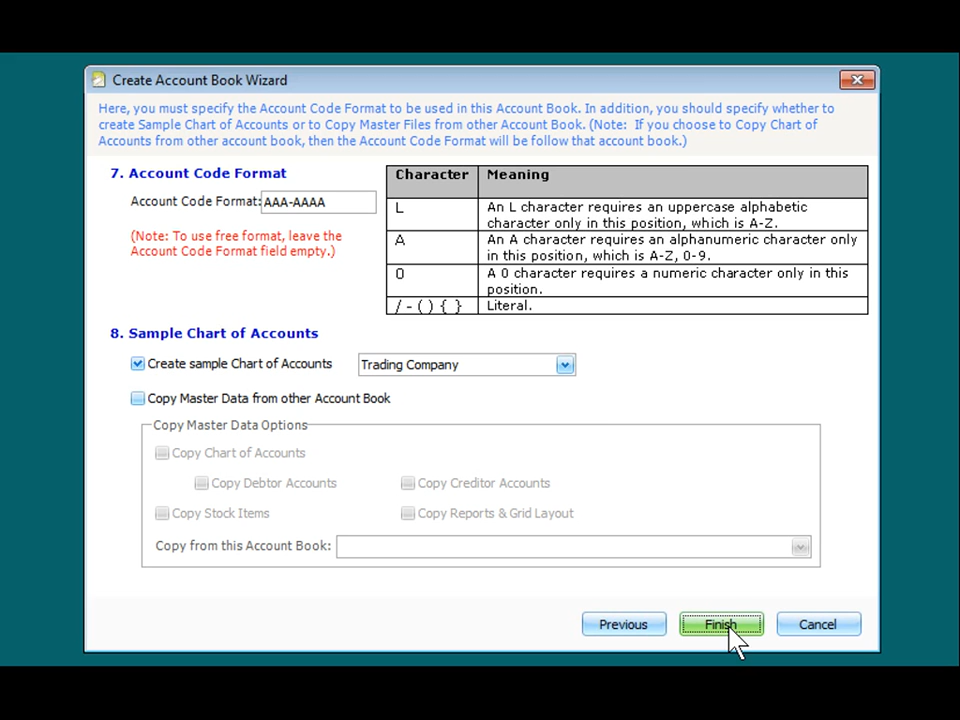 Create Account Book Wizard
Here, you must specify the Account Code Format to be used in this Account Book. In addition, you should specify whether to
create Sample Chart of Accounts or to Copy Master Files from other Account Book. (Note: If you choose to Copy Chart of
Accounts from other account book, then the Account Code Format will be follow that account book.)
7. Account Code Format
Account Code Format: AAA-AAAA
(Note: To use free format, leave the
Account Code Format field empty.)
Character Meaning
L An L character requires an uppercase alphabetic
character only in this position, which is A-Z.
A An A character requires an alphanumeric character only
in this position, which is A-Z, 0-9.
0 A 0 character requires a numeric character only in this
position.
/ - ( ) { } Literal.
8. Sample Chart of Accounts
Create sample Chart of Accounts Trading Company
Copy Master Data from other Account Book
Copy Master Data Options
Copy Chart of Accounts
Copy Debtor Accounts Copy Creditor Accounts
Copy Stock Items Copy Reports & Grid Layout
Copy from this Account Book:
Previous Finish Cancel